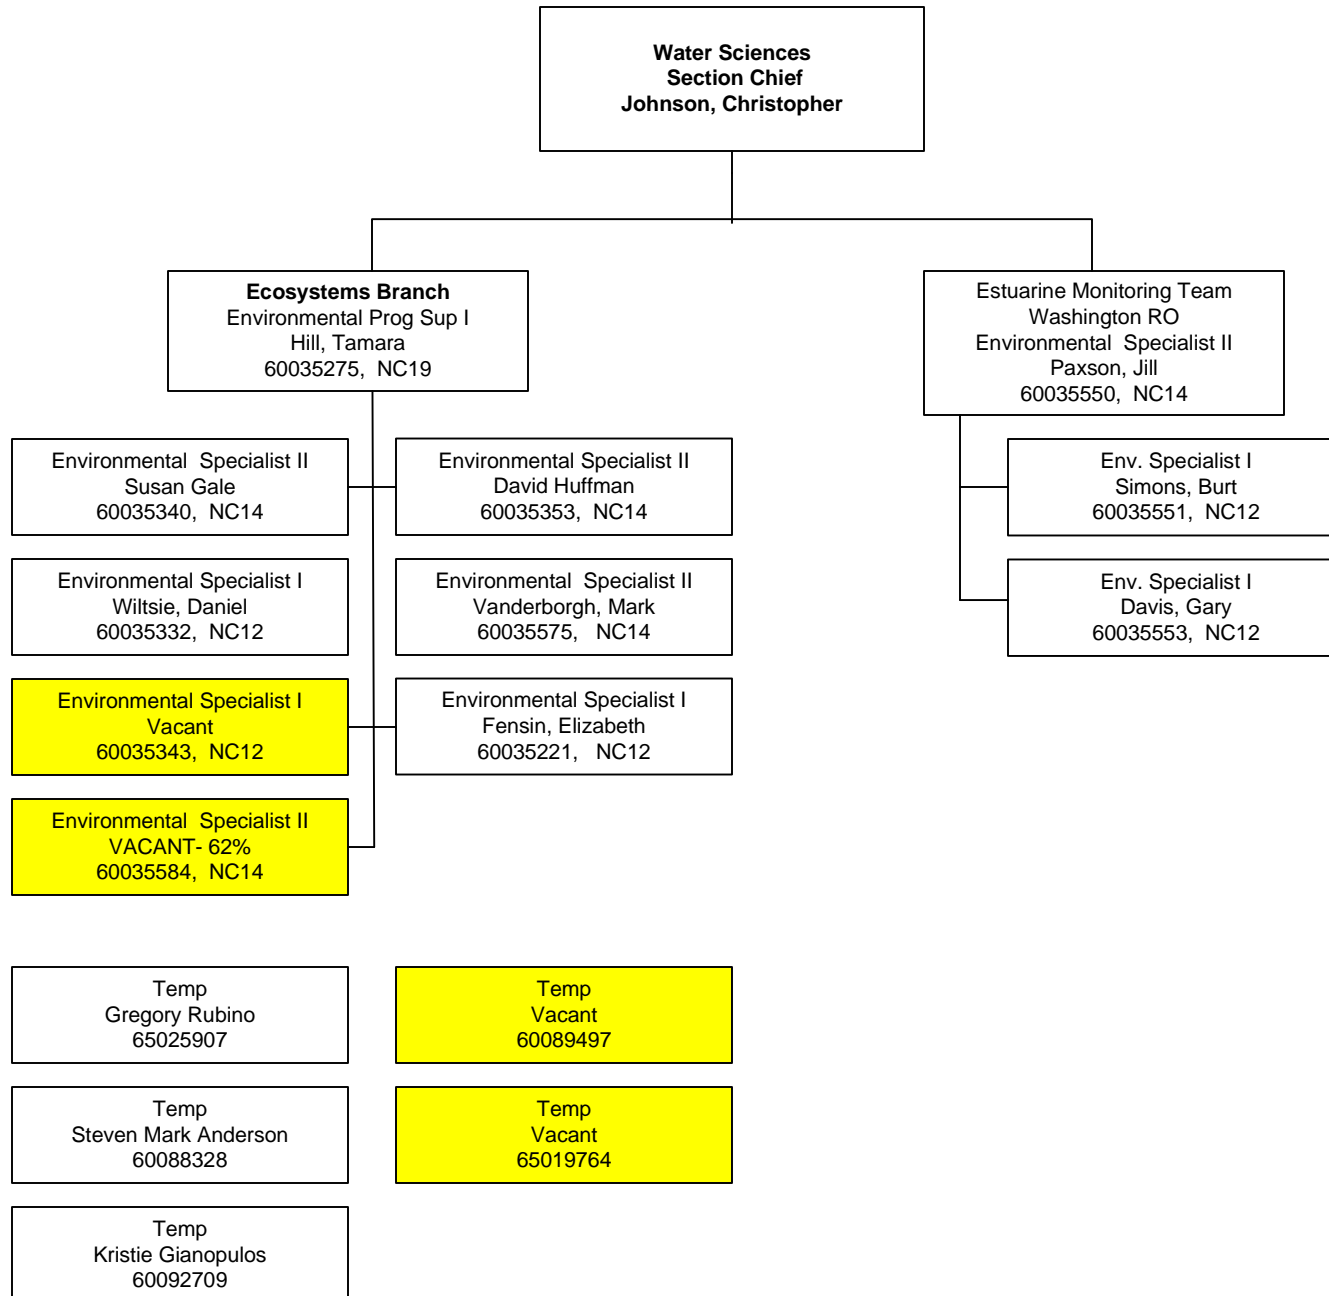 Water Sciences
Section Chief
Johnson, Christopher
Ecosystems Branch
Environmental Prog Sup I
Hill, Tamara
60035275, NC19
Estuarine Monitoring Team
Washington RO
Environmental Specialist II
Paxson, Jill
60035550, NC14
Environmental Specialist II
Susan Gale
60035340, NC14
Environmental Specialist II
David Huffman
60035353, NC14
Env. Specialist I
Simons, Burt
60035551, NC12
Environmental Specialist I
Wiltsie, Daniel
60035332, NC12
Environmental Specialist II
Vanderborgh, Mark
60035575, NC14
Env. Specialist I
Davis, Gary
60035553, NC12
Environmental Specialist I
Vacant
60035343, NC12
Environmental Specialist I
Fensin, Elizabeth
60035221, NC12
Environmental Specialist II
VACANT- 62%
60035584, NC14
Temp
Gregory Rubino
65025907
Temp
Vacant
60089497
Temp
Steven Mark Anderson
60088328
Temp
Vacant
65019764
Temp
Kristie Gianopulos
60092709